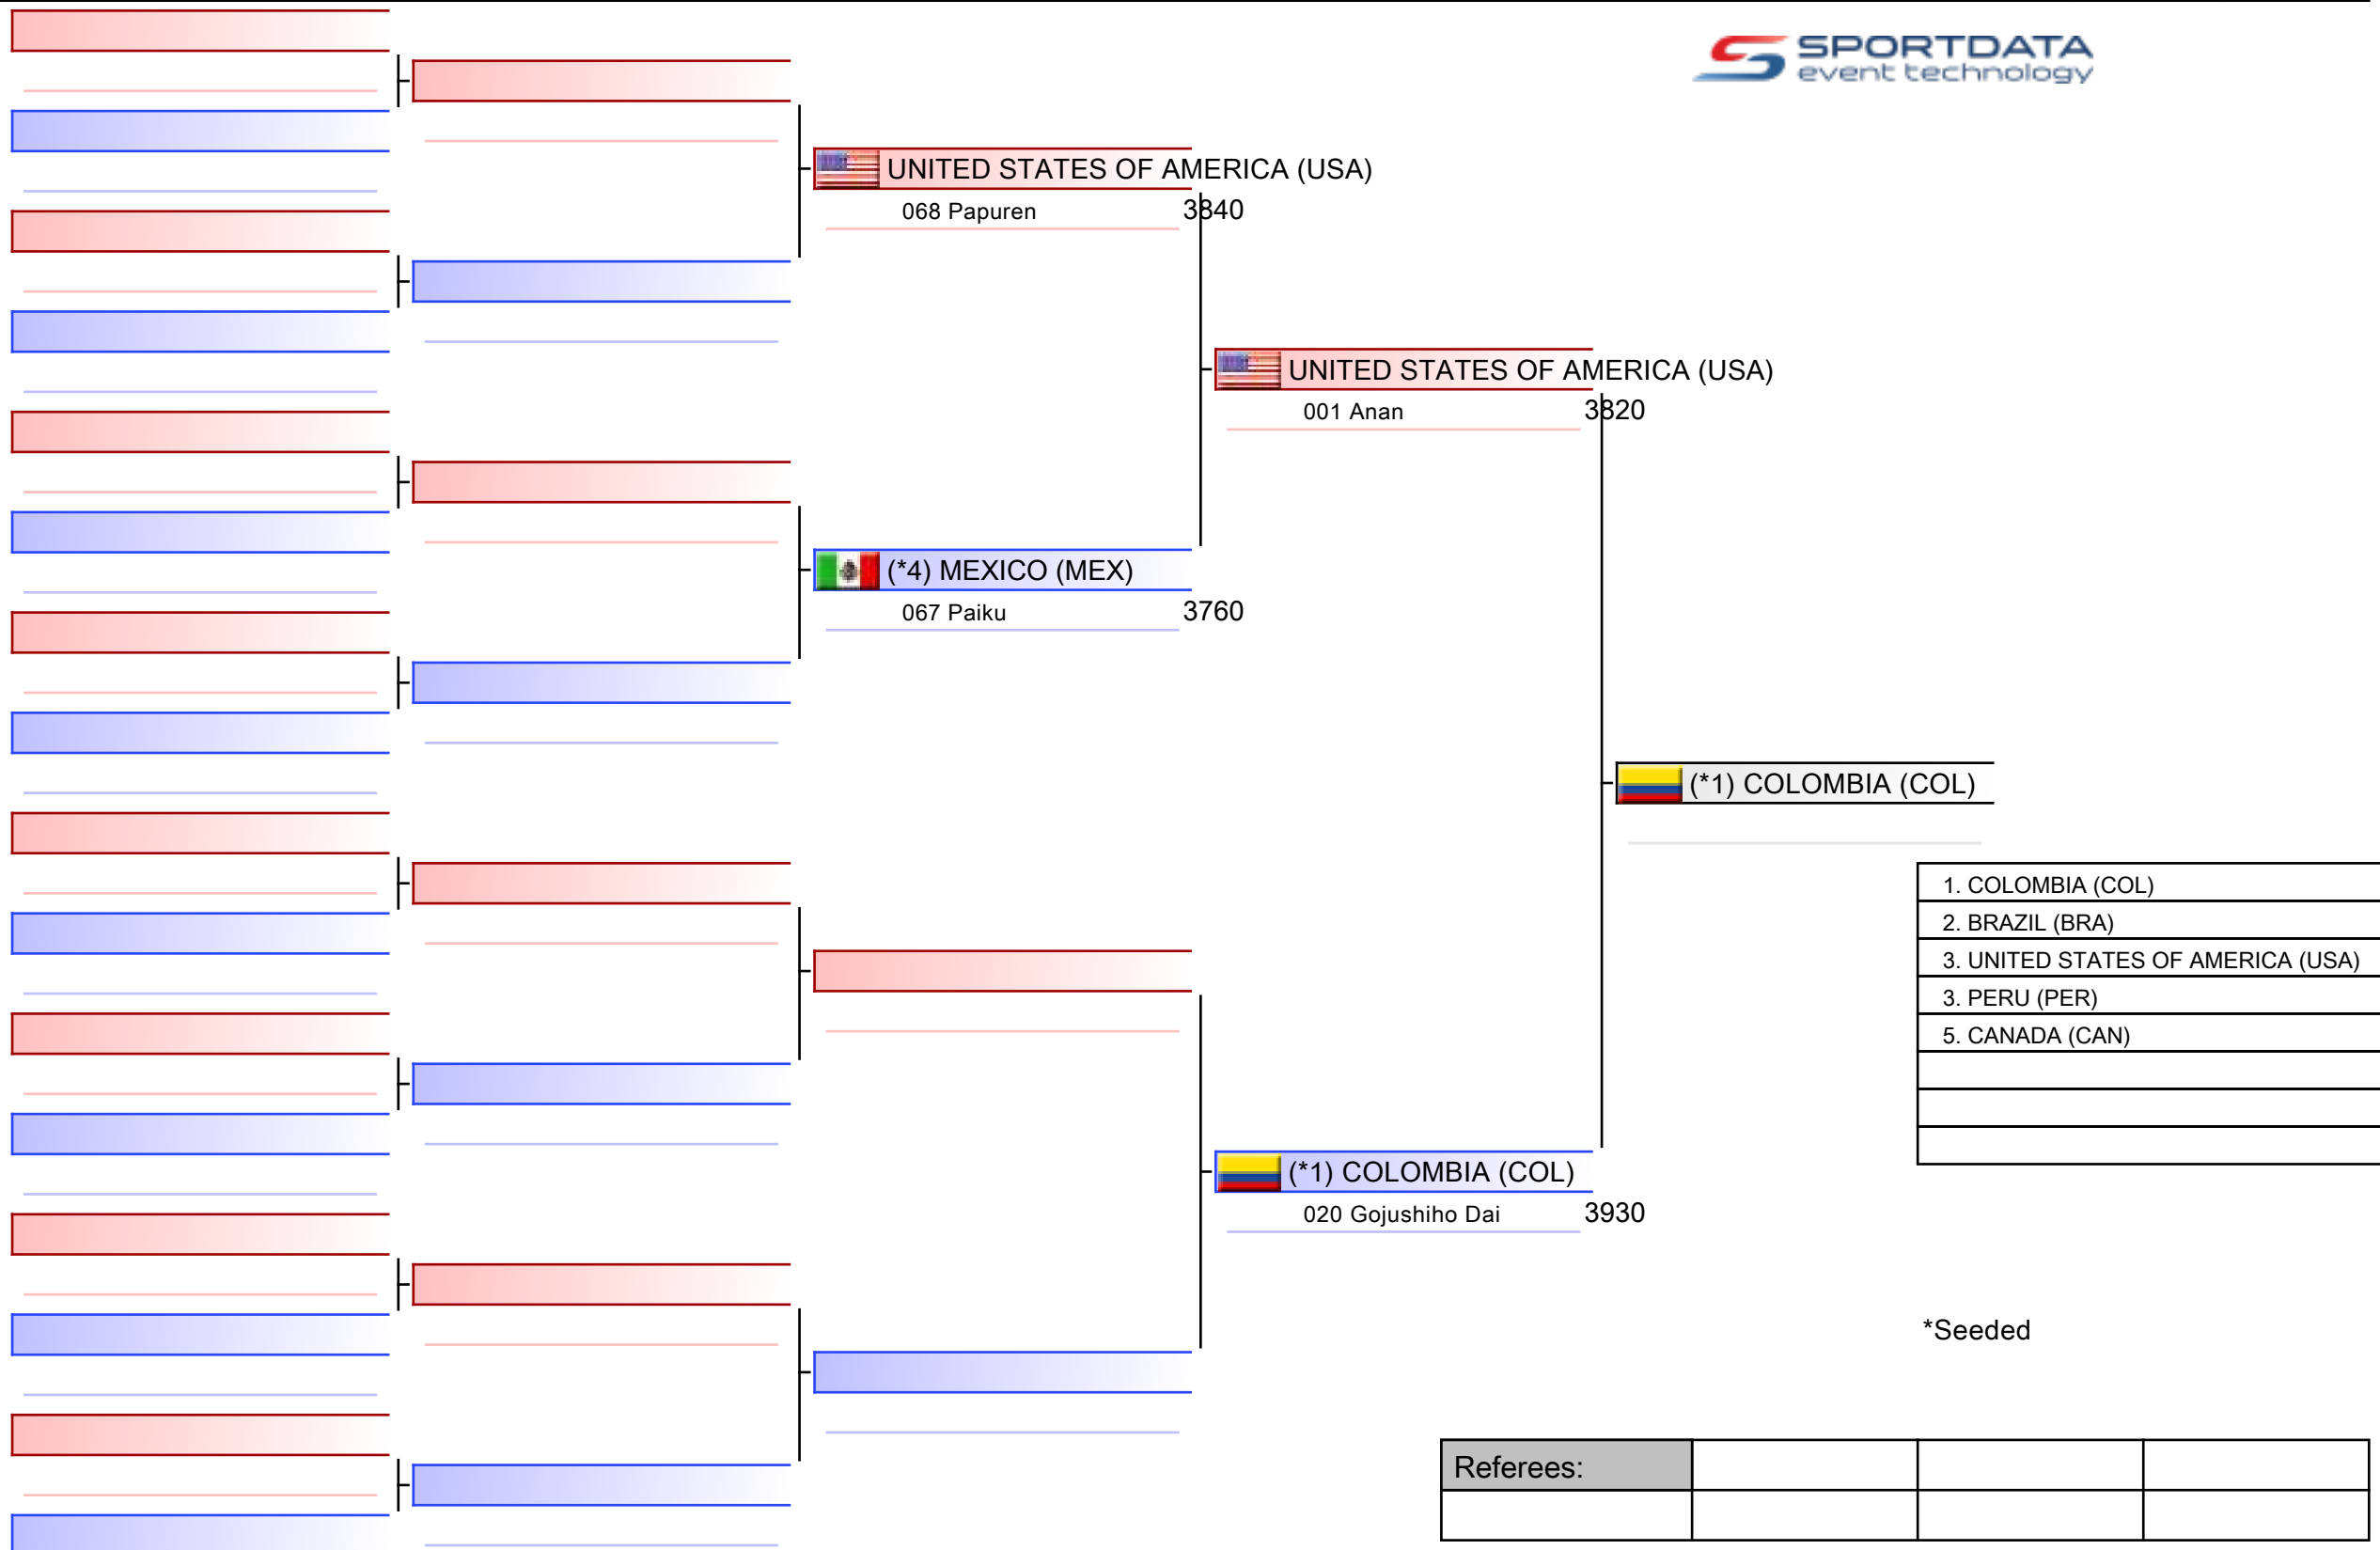 SPORTDATA
event technology
UNITED STATES OF AMERICA (USA)
068 Papuren 3840
UNITED STATES OF AMERICA (USA)
001 Anan 3820
(*4) MEXICO (MEX)
067 Paiku 3760
(*1) COLOMBIA (COL)
1. COLOMBIA (COL)
2. BRAZIL (BRA)
3. UNITED STATES OF AMERICA (USA)
3. PERU (PER)
5. CANADA (CAN)
(*1) COLOMBIA (COL)
020 Gojushiho Dai 3930
*Seeded
Referees: